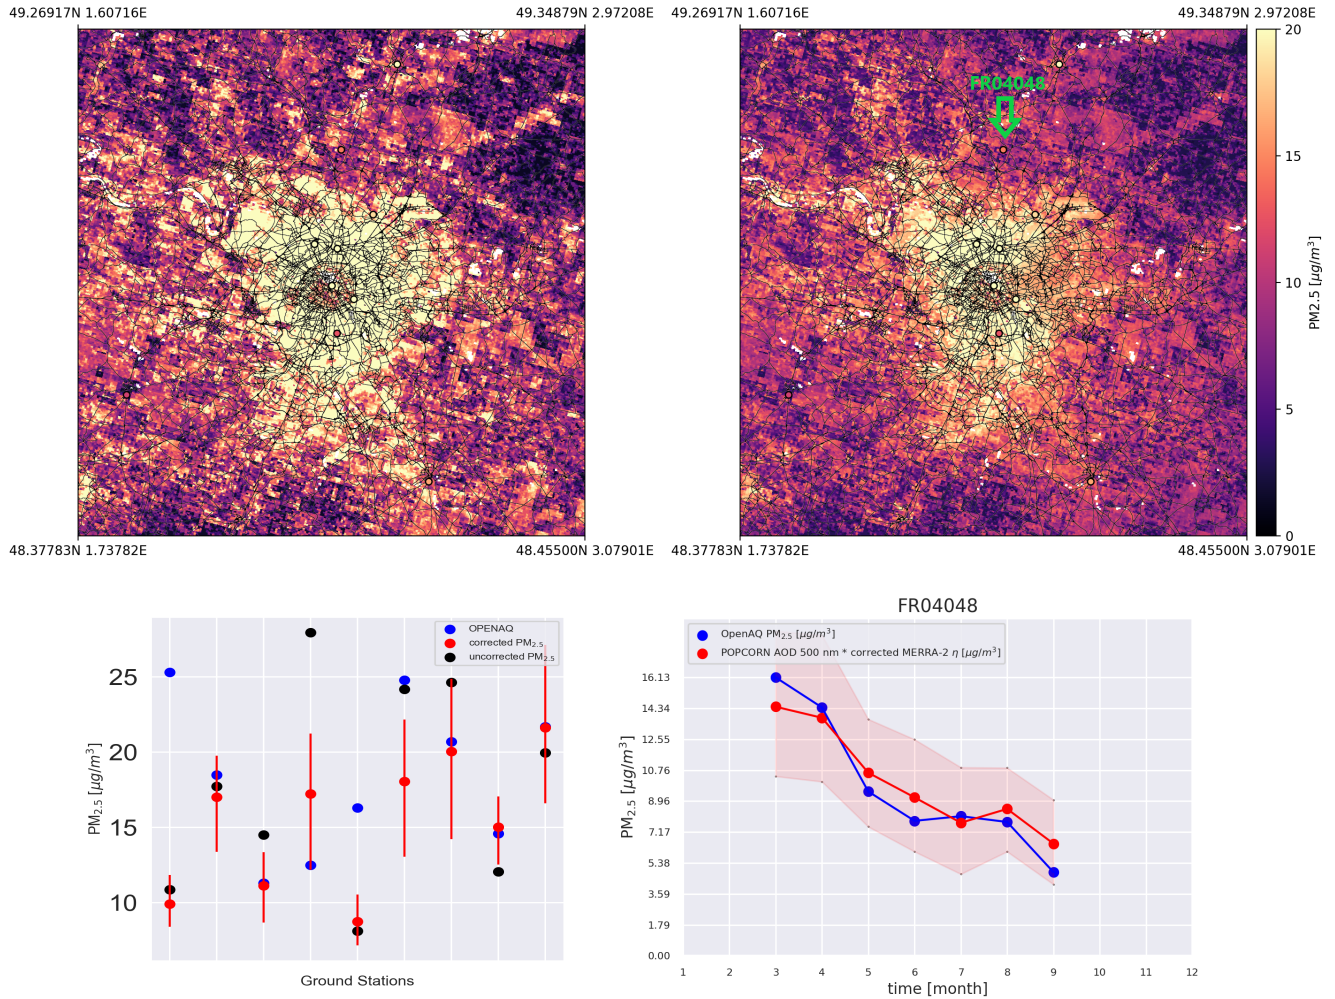 49.26917N 1.60716E
49.34879N 2.97208E
49.26917N 1.60716E
49.34879N 2.97208E
FR04048
20
15
10
5
0
PM2.5 [μg/m³]
48.37783N 1.73782E
48.45500N 3.07901E
48.37783N 1.73782E
48.45500N 3.07901E
OPENAQ
corrected PM₂.₅
uncorrected PM₂.₅
PM₂.₅ [μg/m³]
25
20
15
10
Ground Stations
FR04048
OpenAQ PM₂.₅ [μg/m³]
POPCORN AOD 500 nm * corrected MERRA-2 η [μg/m³]
PM₂.₅ [μg/m³]
16.13
14.34
12.55
10.76
8.96
7.17
5.38
3.59
1.79
0.00
1 2 3 4 5 6 7 8 9 10 11 12
time [month]